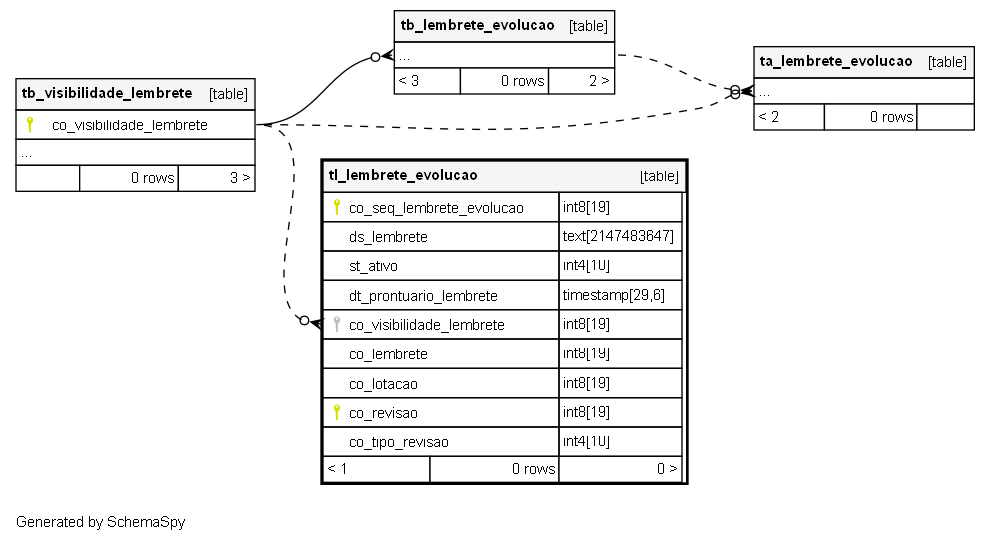 tb_lembrete_evolucao [table]
...
< 3 0 rows 2 >
ta_lembrete_evolucao [table]
...
< 2 0 rows
tb_visibilidade_lembrete [table]
co_visibilidade_lembrete
...
0 rows 3 >
tl_lembrete_evolucao [table]
co_seq_lembrete_evolucao int8[19]
ds_lembrete text[2147483647]
st_ativo int4[10]
dt_prontuario_lembrete timestamp[29,6]
co_visibilidade_lembrete int8[19]
co_lembrete int8[19]
co_lotacao int8[19]
co_revisao int8[19]
co_tipo_revisao int4[10]
< 1 0 rows 0 >
Generated by SchemaSpy